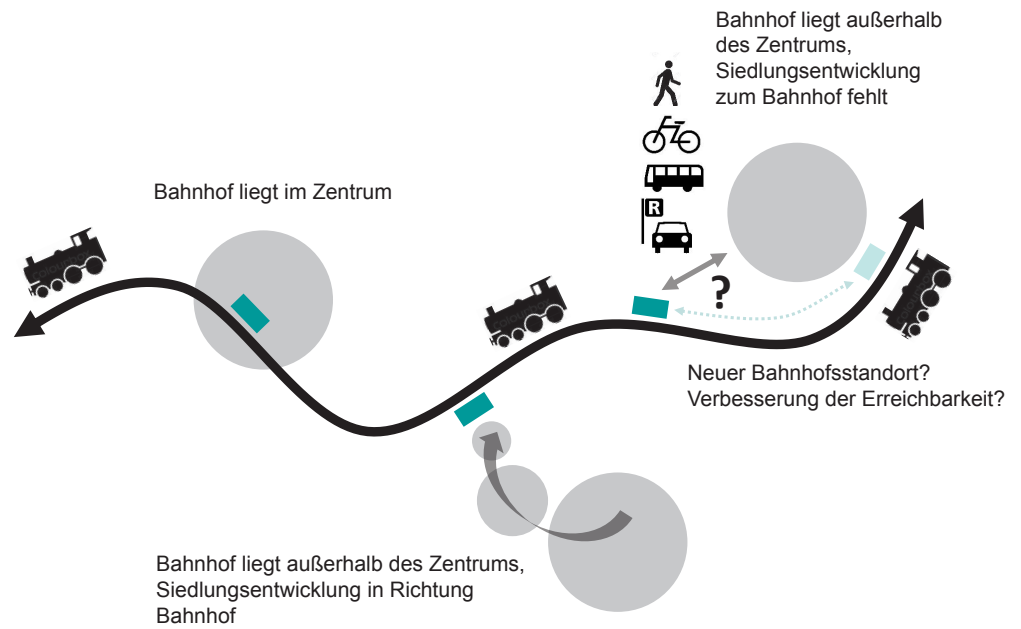 Bahnhof liegt außerhalb
des Zentrums,
Siedlungsentwicklung
zum Bahnhof fehlt
R
Bahnhof liegt im Zentrum
?
Neuer Bahnhofsstandort?
Verbesserung der Erreichbarkeit?
Bahnhof liegt außerhalb des Zentrums,
Siedlungsentwicklung in Richtung
Bahnhof